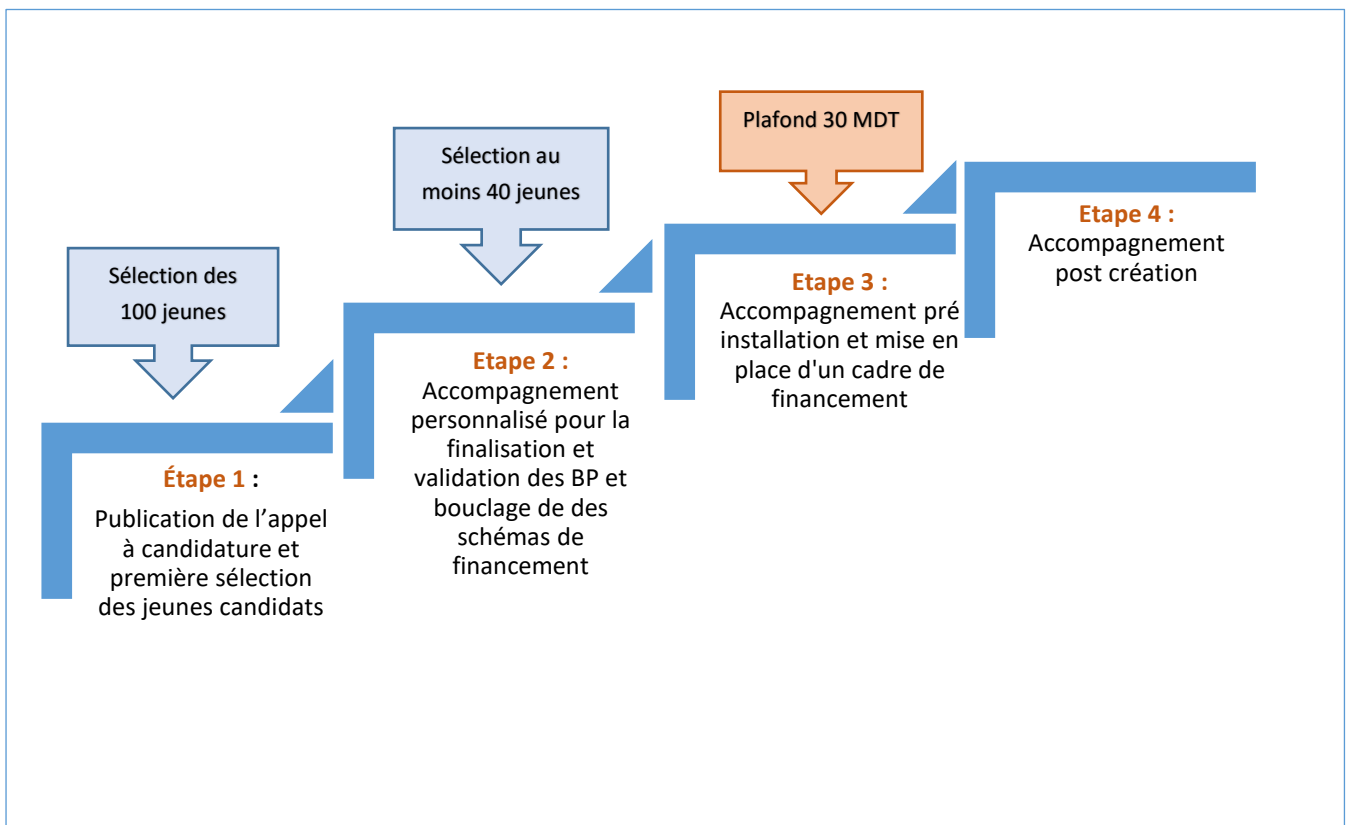 Sélection des
100 jeunes
Étape 1 :
Publication de l’appel
à candidature et
première sélection
des jeunes candidats
Sélection au
moins 40 jeunes
Etape 2 :
Accompagnement
personnalisé pour la
finalisation et
validation des BP et
bouclage de des
schémas de
financement
Plafond 30 MDT
Etape 3 :
Accompagnement pré
installation et mise en
place d'un cadre de
financement
Etape 4 :
Accompagnement
post création